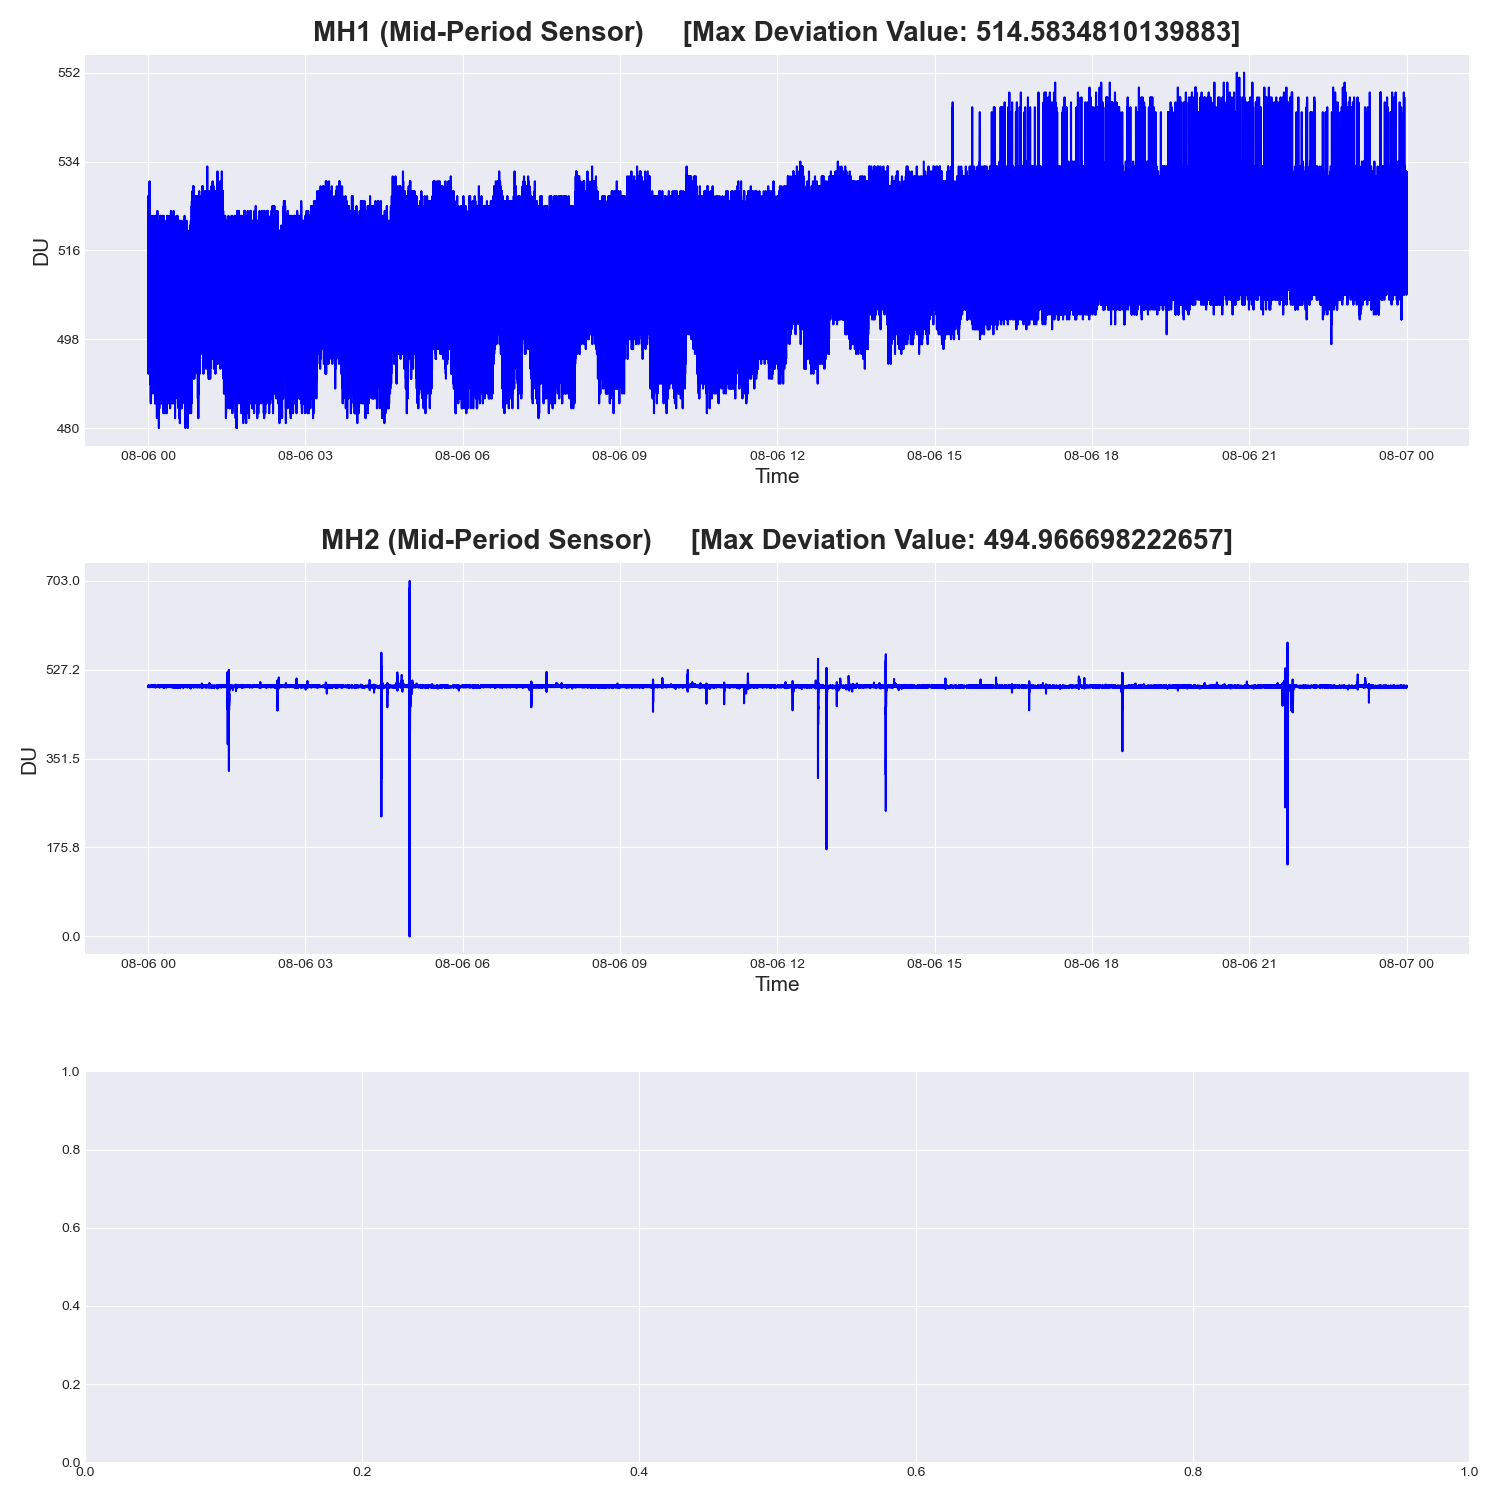 MH1 (Mid-Period Sensor) [Max Deviation Value: 514.5834810139883]
552
534
516
498
480
DU
08-06 00 08-06 03 08-06 06 08-06 09 08-06 12 08-06 15 08-06 18 08-06 21 08-07 00
Time
MH2 (Mid-Period Sensor) [Max Deviation Value: 494.966698222657]
703.0
527.2
351.5
175.8
0.0
DU
08-06 00 08-06 03 08-06 06 08-06 09 08-06 12 08-06 15 08-06 18 08-06 21 08-07 00
Time
1.0
0.8
0.6
0.4
0.2
0.0
0.0 0.2 0.4 0.6 0.8 1.0